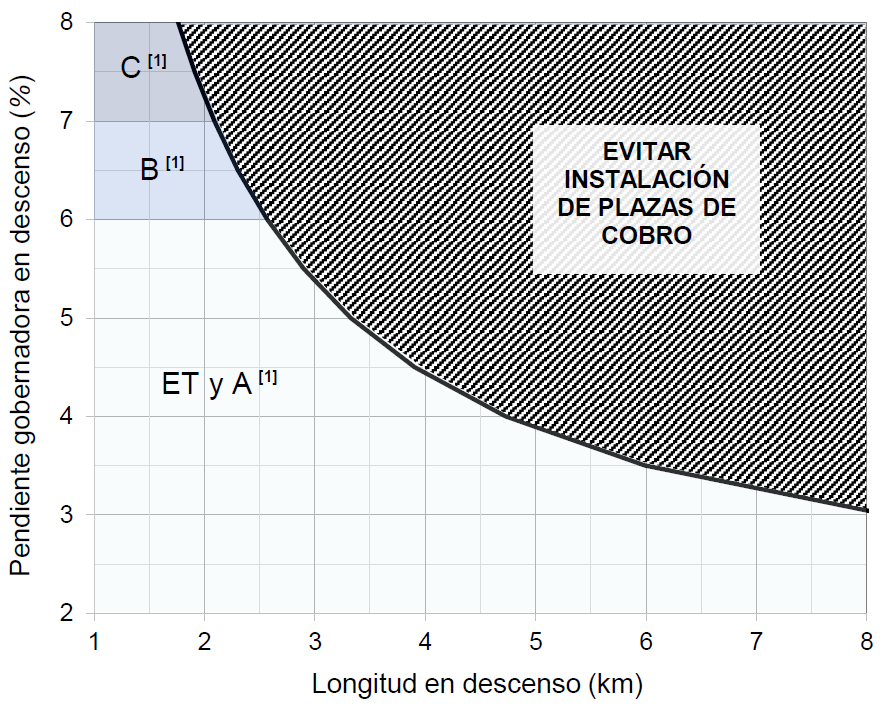 Pendiente gobernadora en descenso (%)
8
7
6
5
4
3
2
C [1]
B [1]
ET y A [1]
EVITAR
INSTALACIÓN
DE PLAZAS DE
COBRO
1 2 3 4 5 6 7 8
Longitud en descenso (km)